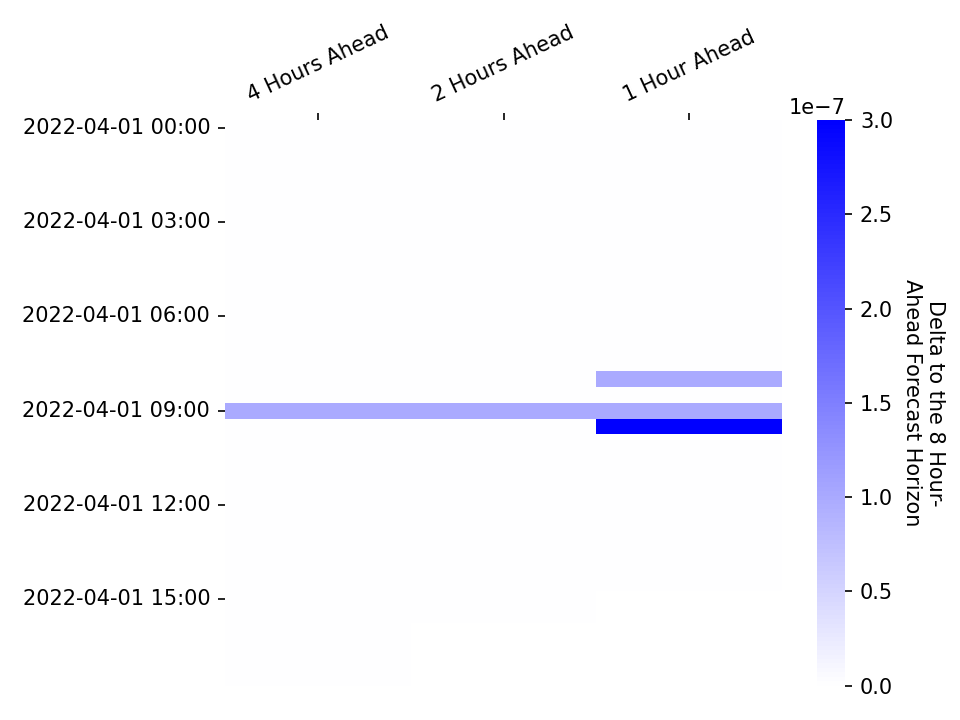 4 Hours Ahead
2 Hours Ahead
1 Hour Ahead
1e−7
2022-04-01 00:00
2022-04-01 03:00
2022-04-01 06:00
2022-04-01 09:00
2022-04-01 12:00
2022-04-01 15:00
3.0
2.5
2.0
1.5
1.0
0.5
0.0
Delta to the 8 Hour-
Ahead Forecast Horizon